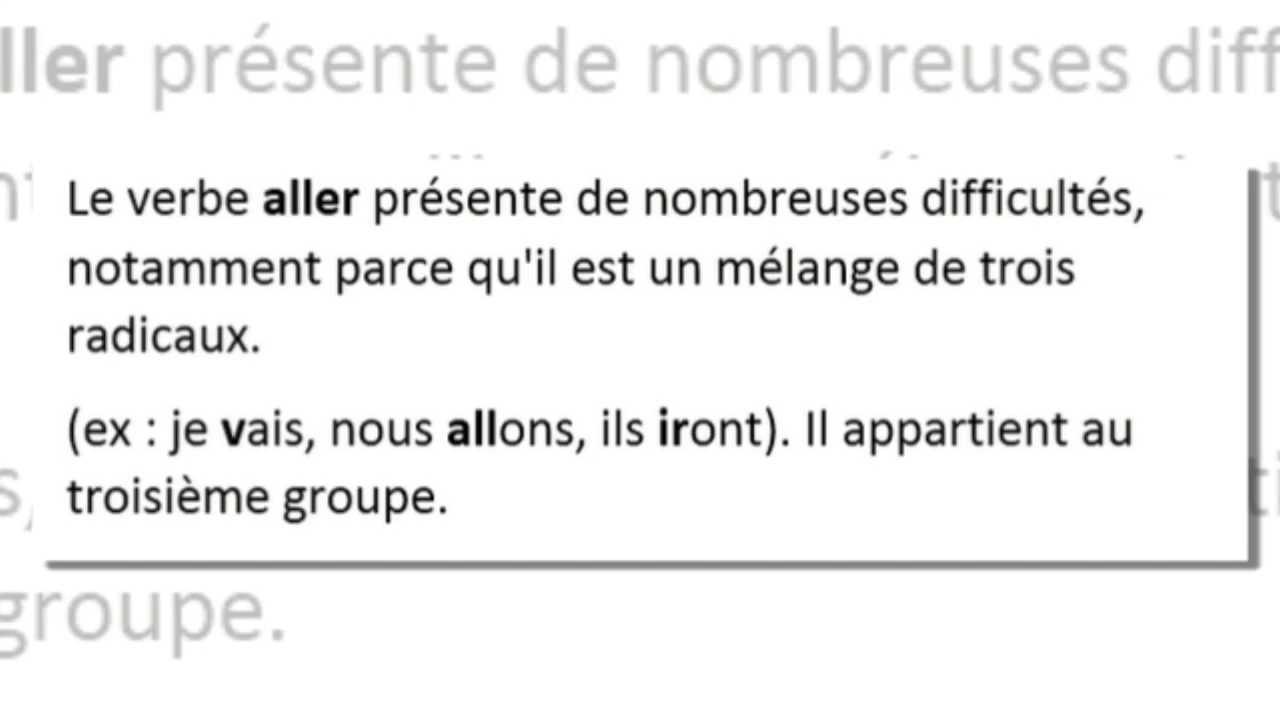 ller présente de nombreuses diff
Le verbe aller présente de nombreuses difficultés,
notamment parce qu'il est un mélange de trois
radicaux.
(ex : je vais, nous allons, ils iront). Il appartient au
troisième groupe.
groupe.